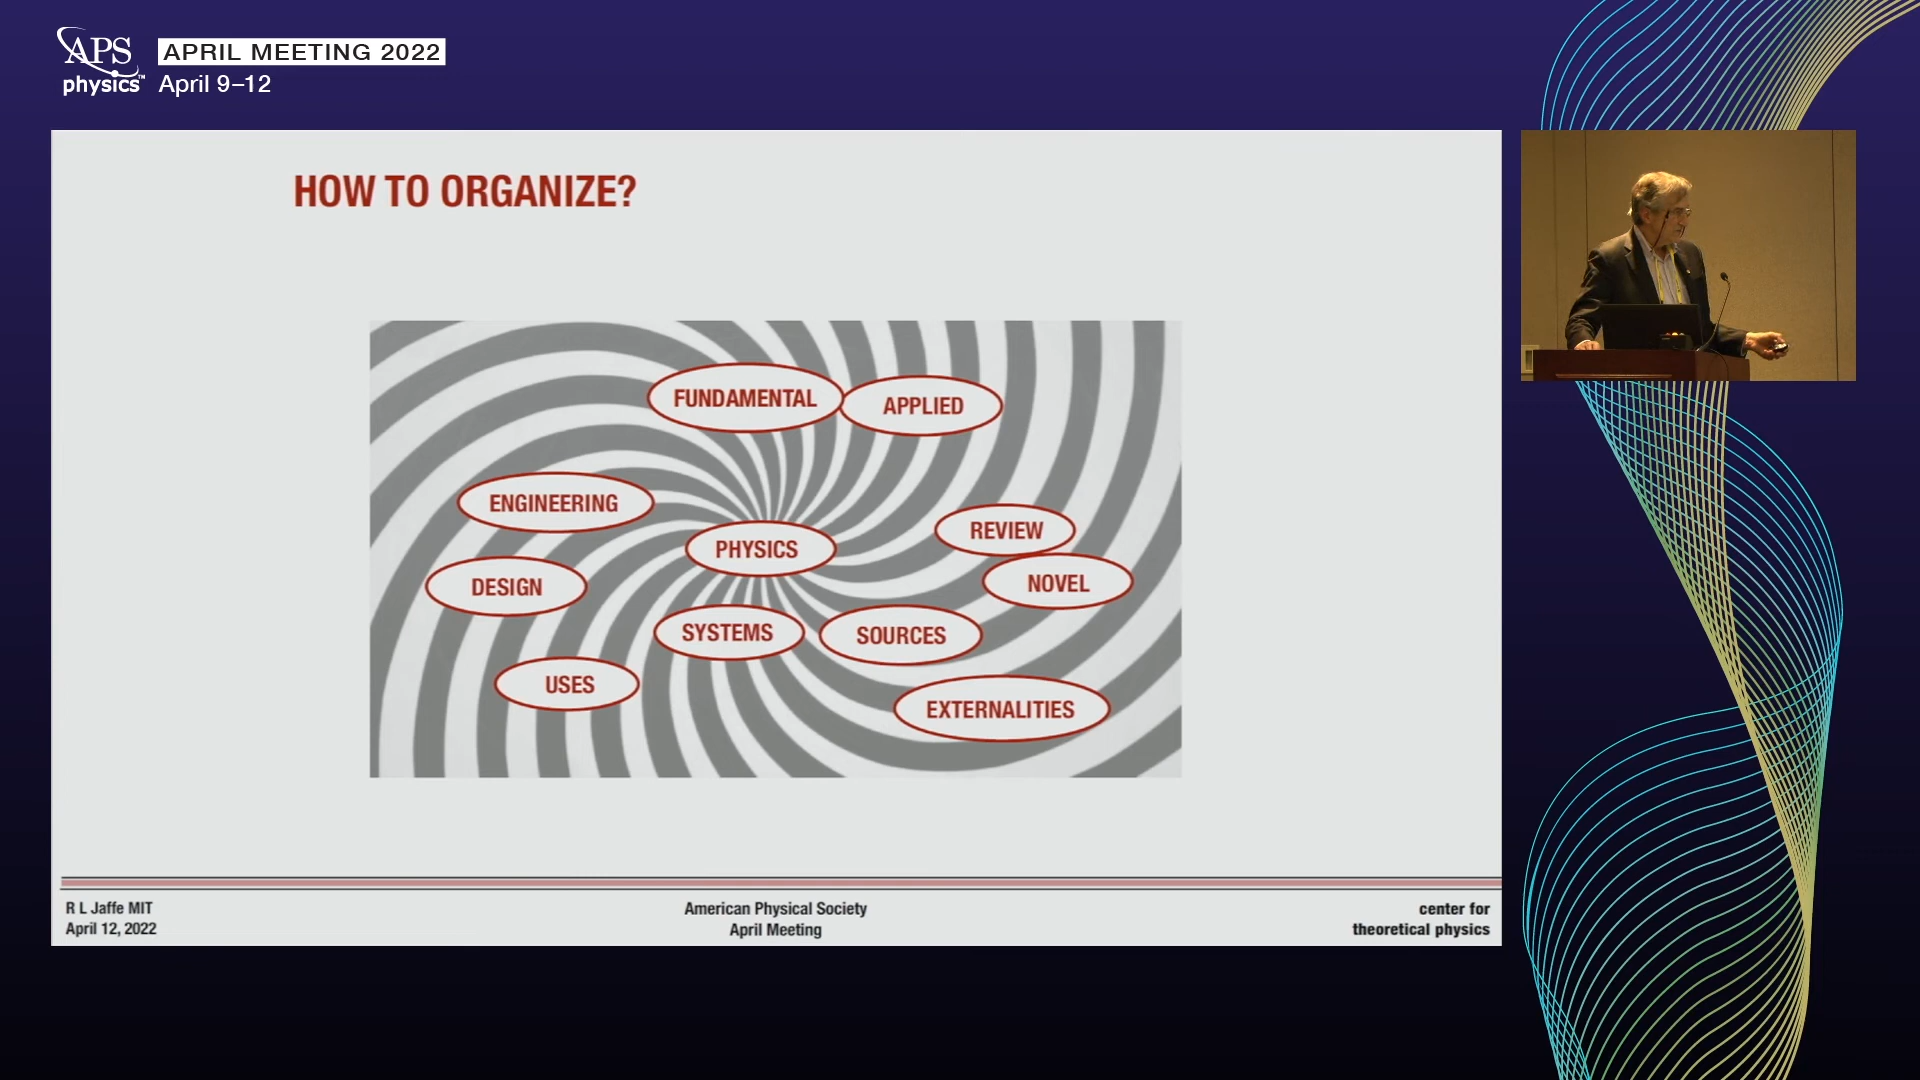 APS
physics™
APRIL MEETING 2022
April 9–12
HOW TO ORGANIZE?
FUNDAMENTAL
APPLIED
ENGINEERING
REVIEW
PHYSICS
NOVEL
DESIGN
SYSTEMS
SOURCES
USES
EXTERNALITIES
R L Jaffe MIT
April 12, 2022
American Physical Society
April Meeting
center for
theoretical physics